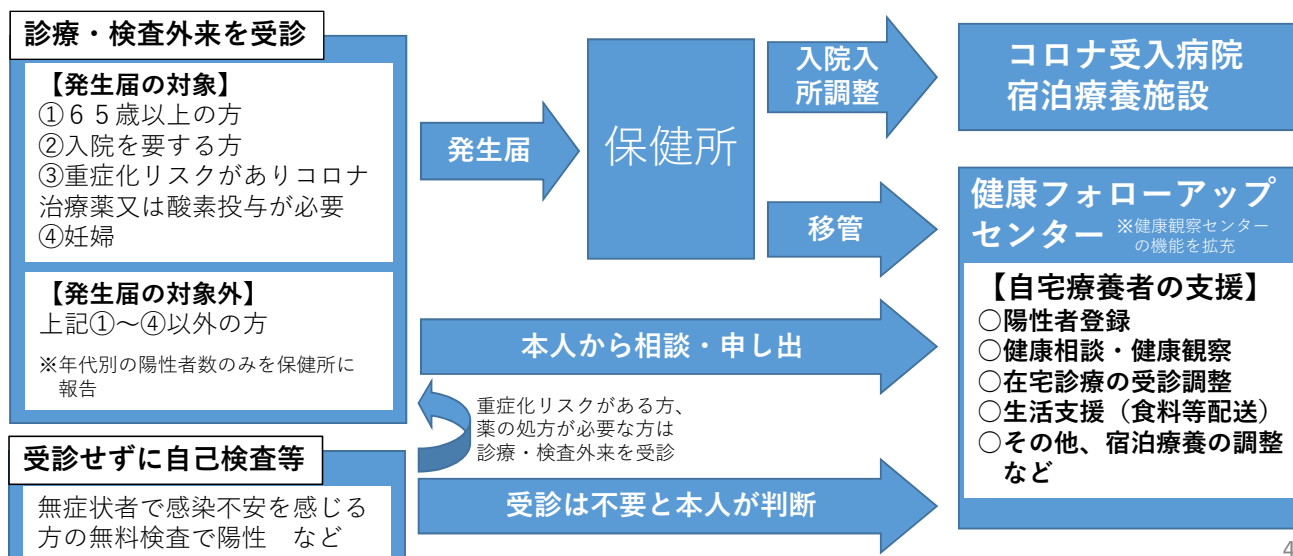 診療・検査外来を受診
【発生届の対象】
①６５歳以上の方
②入院を要する方
③重症化リスクがありコロナ
治療薬又は酸素投与が必要
④妊婦
【発生届の対象外】
上記①～④以外の方
※年代別の陽性者数のみを保健所に
報告
発生届
保健所
入院入
所調整
移管
コロナ受入病院
宿泊療養施設
健康フォローアップ
センター ※健康観察センター
の機能を拡充
【自宅療養者の支援】
○陽性者登録
○健康相談・健康観察
○在宅診療の受診調整
○生活支援（食料等配送）
○その他、宿泊療養の調整
など
本人から相談・申し出
重症化リスクがある方、
薬の処方が必要な方は
診療・検査外来を受診
受診せずに自己検査等
無症状者で感染不安を感じる
方の無料検査で陽性　など
受診は不要と本人が判断
4